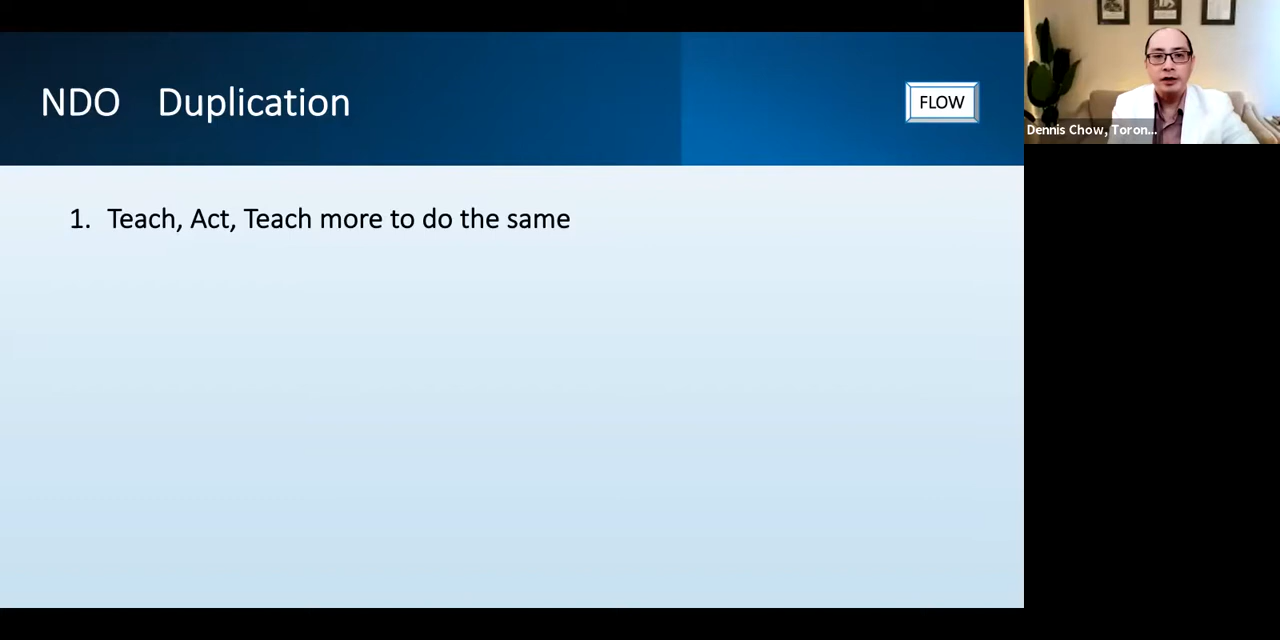 NDO Duplication
FLOW
Dennis Chow, Toron...
1. Teach, Act, Teach more to do the same